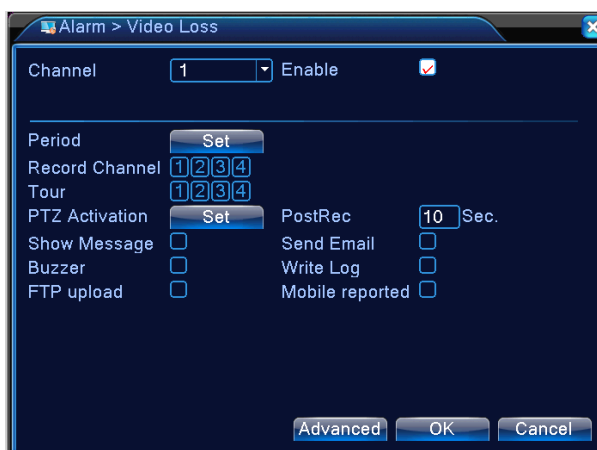 Alarm > Video Loss
Channel 1 Enable
Period Set
Record Channel 1 2 3 4
Tour 1 2 3 4
PTZ Activation Set PostRec 10 Sec.
Show Message Send Email
Buzzer Write Log
FTP upload Mobile reported
Advanced OK Cancel